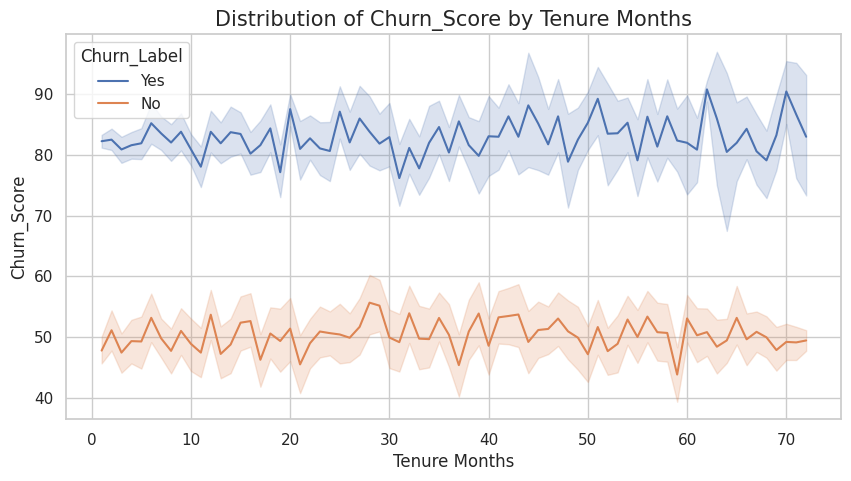 Distribution of Churn_Score by Tenure Months
Churn_Label
Yes
No
Churn_Score
90
80
70
60
50
40
0 10 20 30 40 50 60 70
Tenure Months